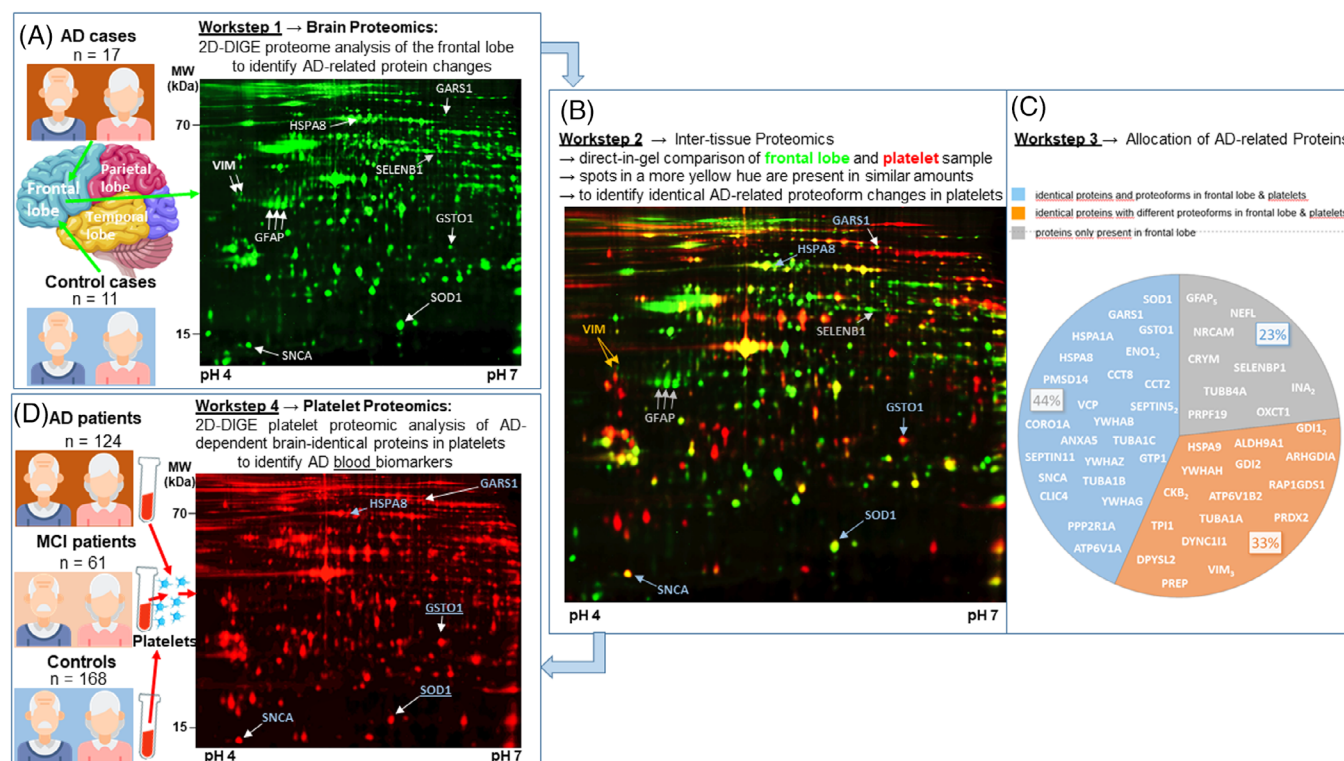 (A)
AD cases
n = 17
Frontal
lobe
Parietal
lobe
Temporal
lobe
Control cases
n = 11
Workstep 1 → Brain Proteomics:
2D-DIGE proteome analysis of the frontal lobe
to identify AD-related protein changes
MW
(kDa)
70
15
GARS1
HSPA8
VIM
SELENB1
GFAP
GSTO1
SOD1
SNCA
pH 4
pH 7
(B)
Workstep 2 → Inter-tissue Proteomics
→ direct-in-gel comparison of frontal lobe and platelet sample
→ spots in a more yellow hue are present in similar amounts
→ to identify identical AD-related proteoform changes in platelets
GARS1
HSPA8
VIM
SELENB1
GFAP
GSTO1
SOD1
SNCA
pH 4
pH 7
(C)
Workstep 3 → Allocation of AD-related Proteins
identical proteins and proteoforms in frontal lobe & platelets
identical proteins with different proteoforms in frontal lobe & platelets
proteins only present in frontal lobe
SOD1
GARS1
GSTO1
HSPA1A
ENO1₂
HSPA8
CCT8
PMSD14
CCT2
44%
VCP
SEPTIN5₂
CORO1A
YWHAB
ANXA5
TUBA1C
SEPTIN11
YWHAZ
GTP1
SNCA
TUBA1B
CLIC4
YWHAG
PPP2R1A
ATP6V1A
GFAP₅
NEFL
NRCAM
23%
CRYM
SELENBP1
TUBB4A
INA₂
PRPF19
OXCT1
GDI1₂
HSPA9
ALDH9A1
ARHGDIA
YWHAH
GDI2
RAP1GDS1
CKB₂
ATP6V1B2
TPI1
TUBA1A
PRDX2
DYNC1I1
33%
DPYSL2
VIM₃
PREP
(D)
AD patients
n = 124
MCI patients
n = 61
Platelets
Controls
n = 168
Workstep 4 → Platelet Proteomics:
2D-DIGE platelet proteomic analysis of AD-
dependent brain-identical proteins in platelets
to identify AD blood biomarkers
MW
(kDa)
70
15
GARS1
HSPA8
GSTO1
SOD1
SNCA
pH 4
pH 7